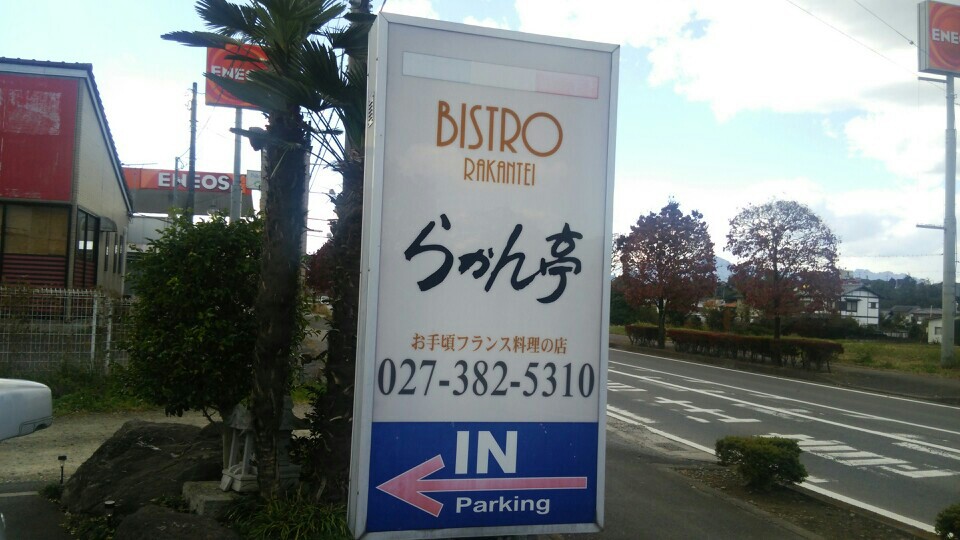 BISTRO
RAKANTEI
らかん亭
お手頃フランス料理の店
027-382-5310
IN
Parking
ENEOS
ENEOS
ENE